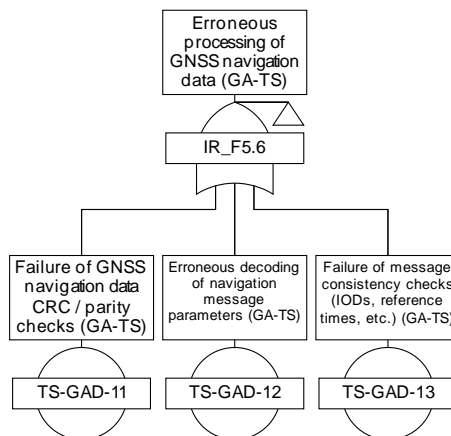 Erroneous
processing of
GNSS navigation
data (GA-TS)
IR_F5.6
Failure of GNSS
navigation data
CRC / parity
checks (GA-TS)
Erroneous decoding
of navigation
message
parameters (GA-TS)
Failure of message
consistency checks
(IODs, reference
times, etc.) (GA-TS)
TS-GAD-11
TS-GAD-12
TS-GAD-13